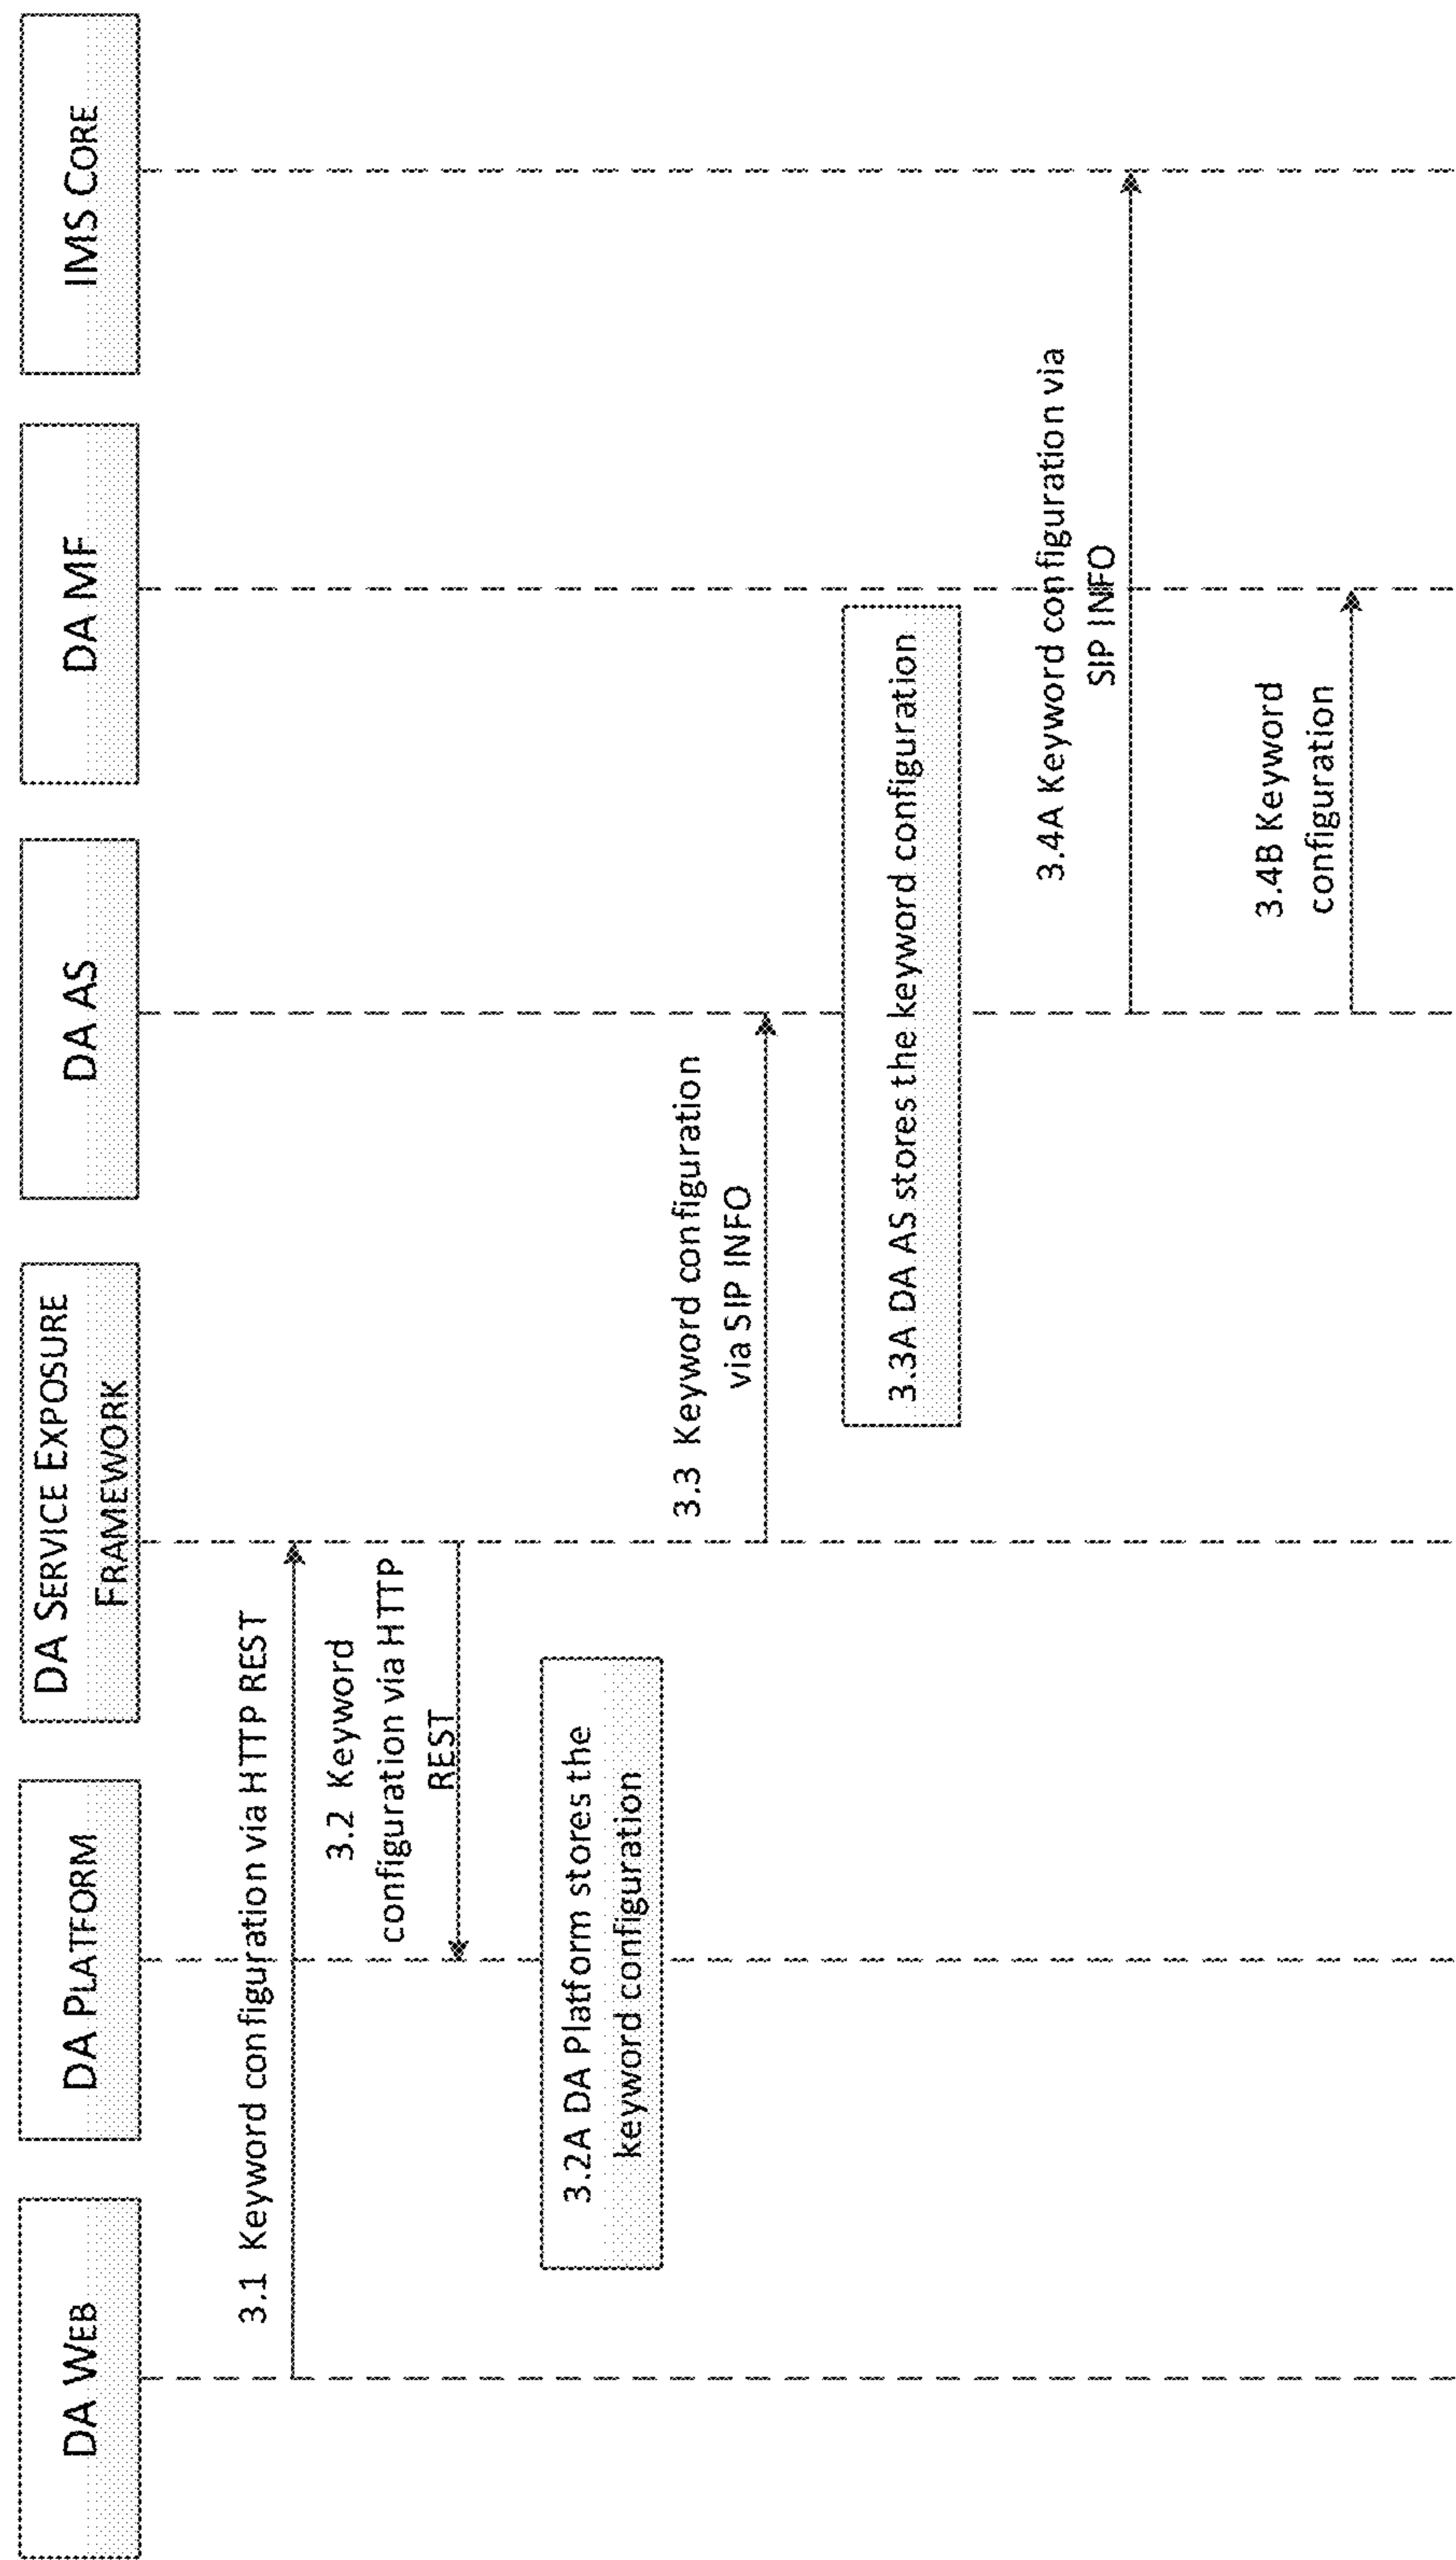 DA WEB
DA PLATFORM
DA SERVICE EXPOSURE
FRAMEWORK
DA AS
DA MF
IMS CORE
3.1 Keyword configuration via HTTP REST
3.2 Keyword
configuration via HTTP
REST
3.2A DA Platform stores the
keyword configuration
3.3 Keyword configuration
via SIP INFO
3.3A DA AS stores the keyword configuration
3.4A Keyword configuration via
SIP INFO
3.4B Keyword
configuration